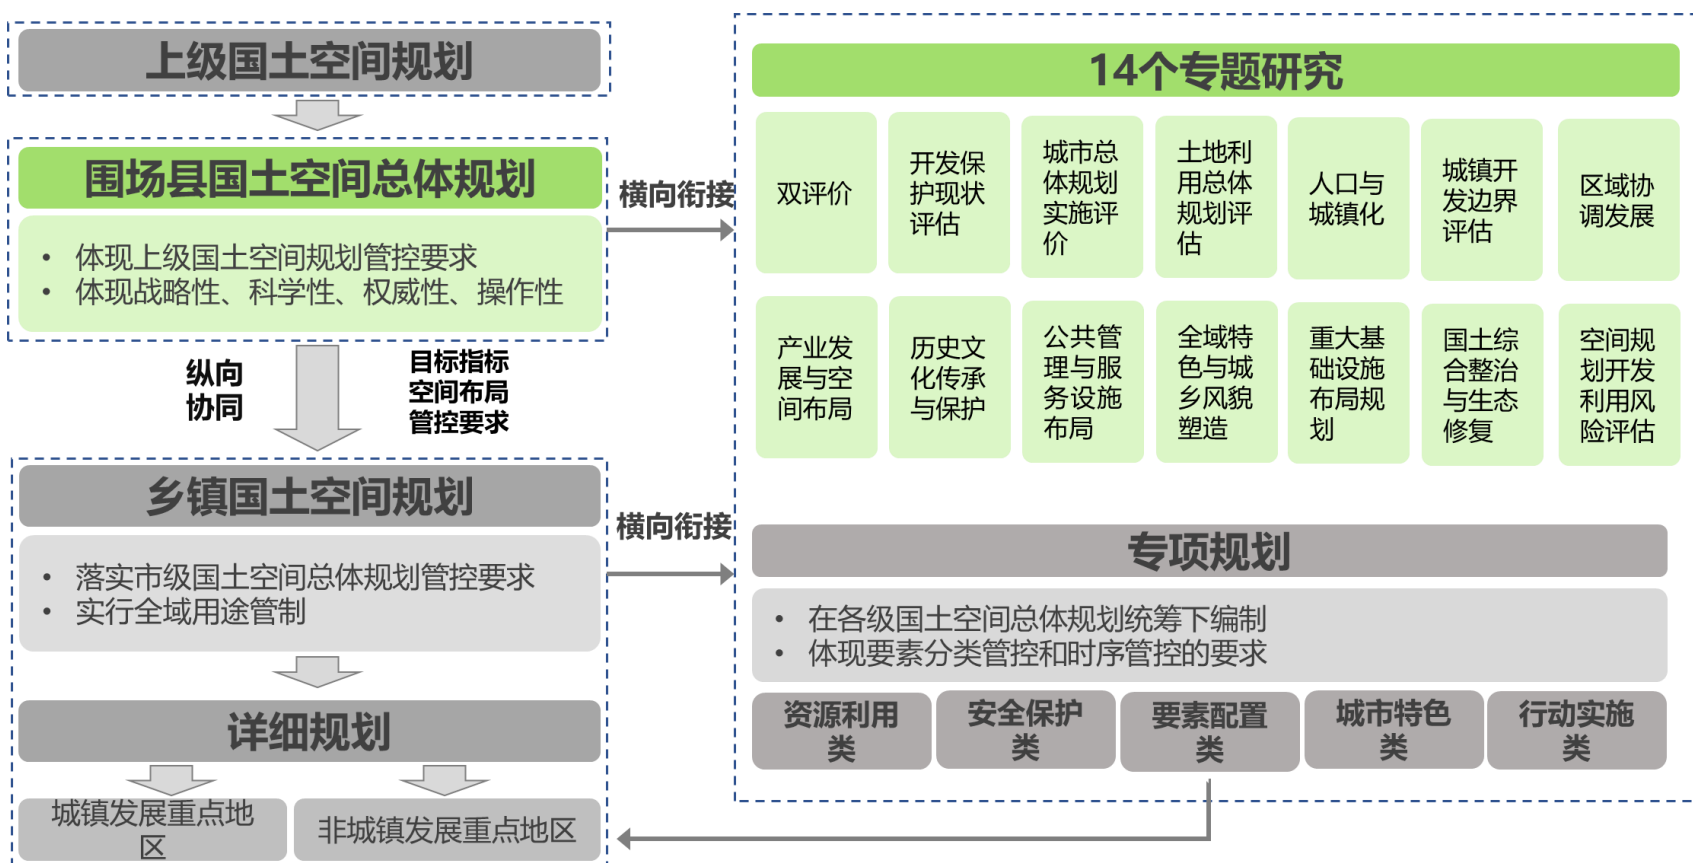 上级国土空间规划
围场县国土空间总体规划
• 体现上级国土空间规划管控要求
• 体现战略性、科学性、权威性、操作性
纵向
协同
目标指标
空间布局
管控要求
乡镇国土空间规划
• 落实市级国土空间总体规划管控要求
• 实行全域用途管制
详细规划
城镇发展重点地
区
非城镇发展重点地区
横向衔接
横向衔接
14个专题研究
双评价
开发保
护现状
评估
城市总
体规划
实施评
价
土地利
用总体
规划评
估
人口与
城镇化
城镇开
发边界
评估
区域协
调发展
产业发
展与空
间布局
历史文
化传承
与保护
公共管
理与服
务设施
布局
全域特
色与城
乡风貌
塑造
重大基
础设施
布局规
划
国土综
合整治
与生态
修复
空间规
划开发
利用风
险评估
专项规划
• 在各级国土空间总体规划统筹下编制
• 体现要素分类管控和时序管控的要求
资源利用
类
安全保护
类
要素配置
类
城市特色
类
行动实施
类